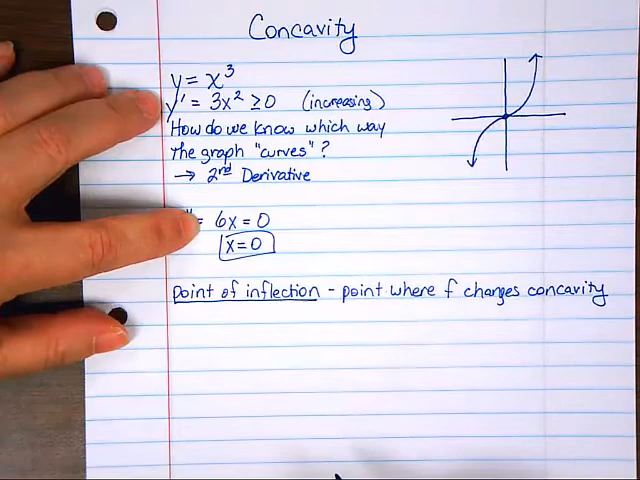 Concavity
y = x³
y' = 3x² ≥ 0 (increasing)
How do we know which way
the graph "curves"?
→ 2nd Derivative
" = 6x = 0
x = 0
point of inflection - point where f changes concavity